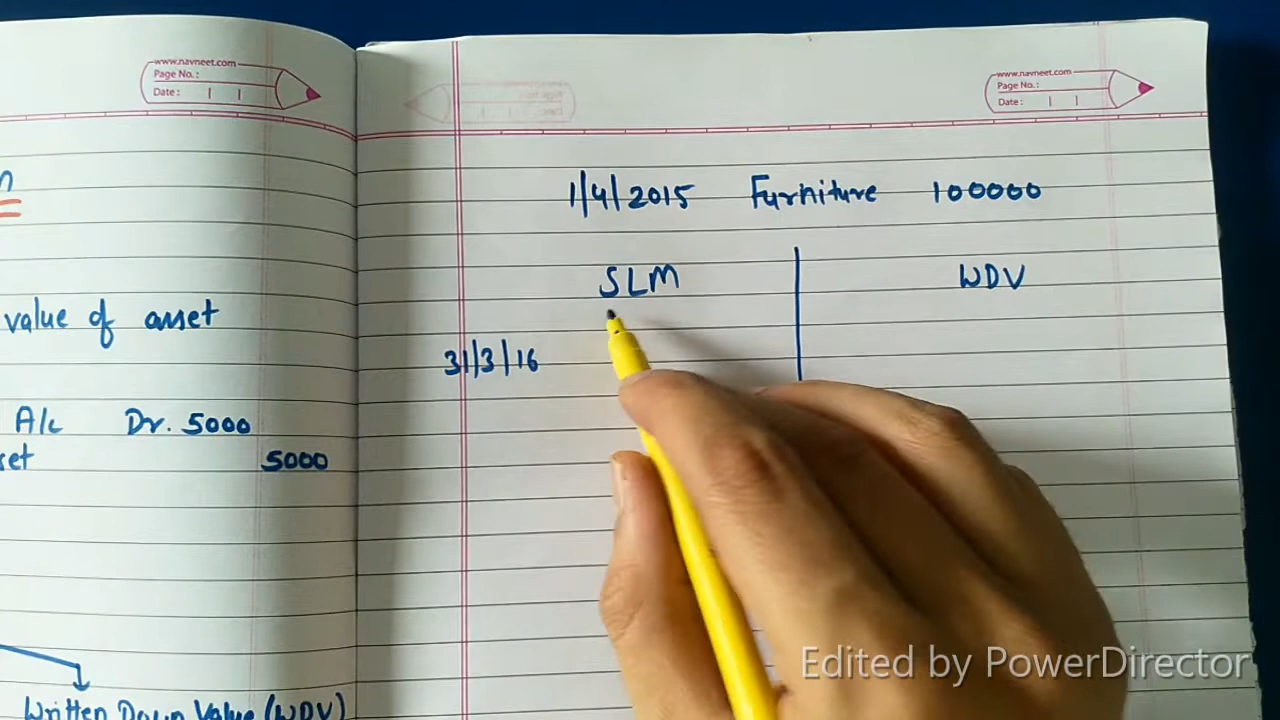 www.navneet.com
Page No. :
Date :
n
value of asset
A/c Dr. 5000
set 5000
Written Down Value (WDV)
www.navneet.com
Page No. :
Date :
1/4/2015 Furniture 100000
SLM WDV
31/3/16
Edited by PowerDirector